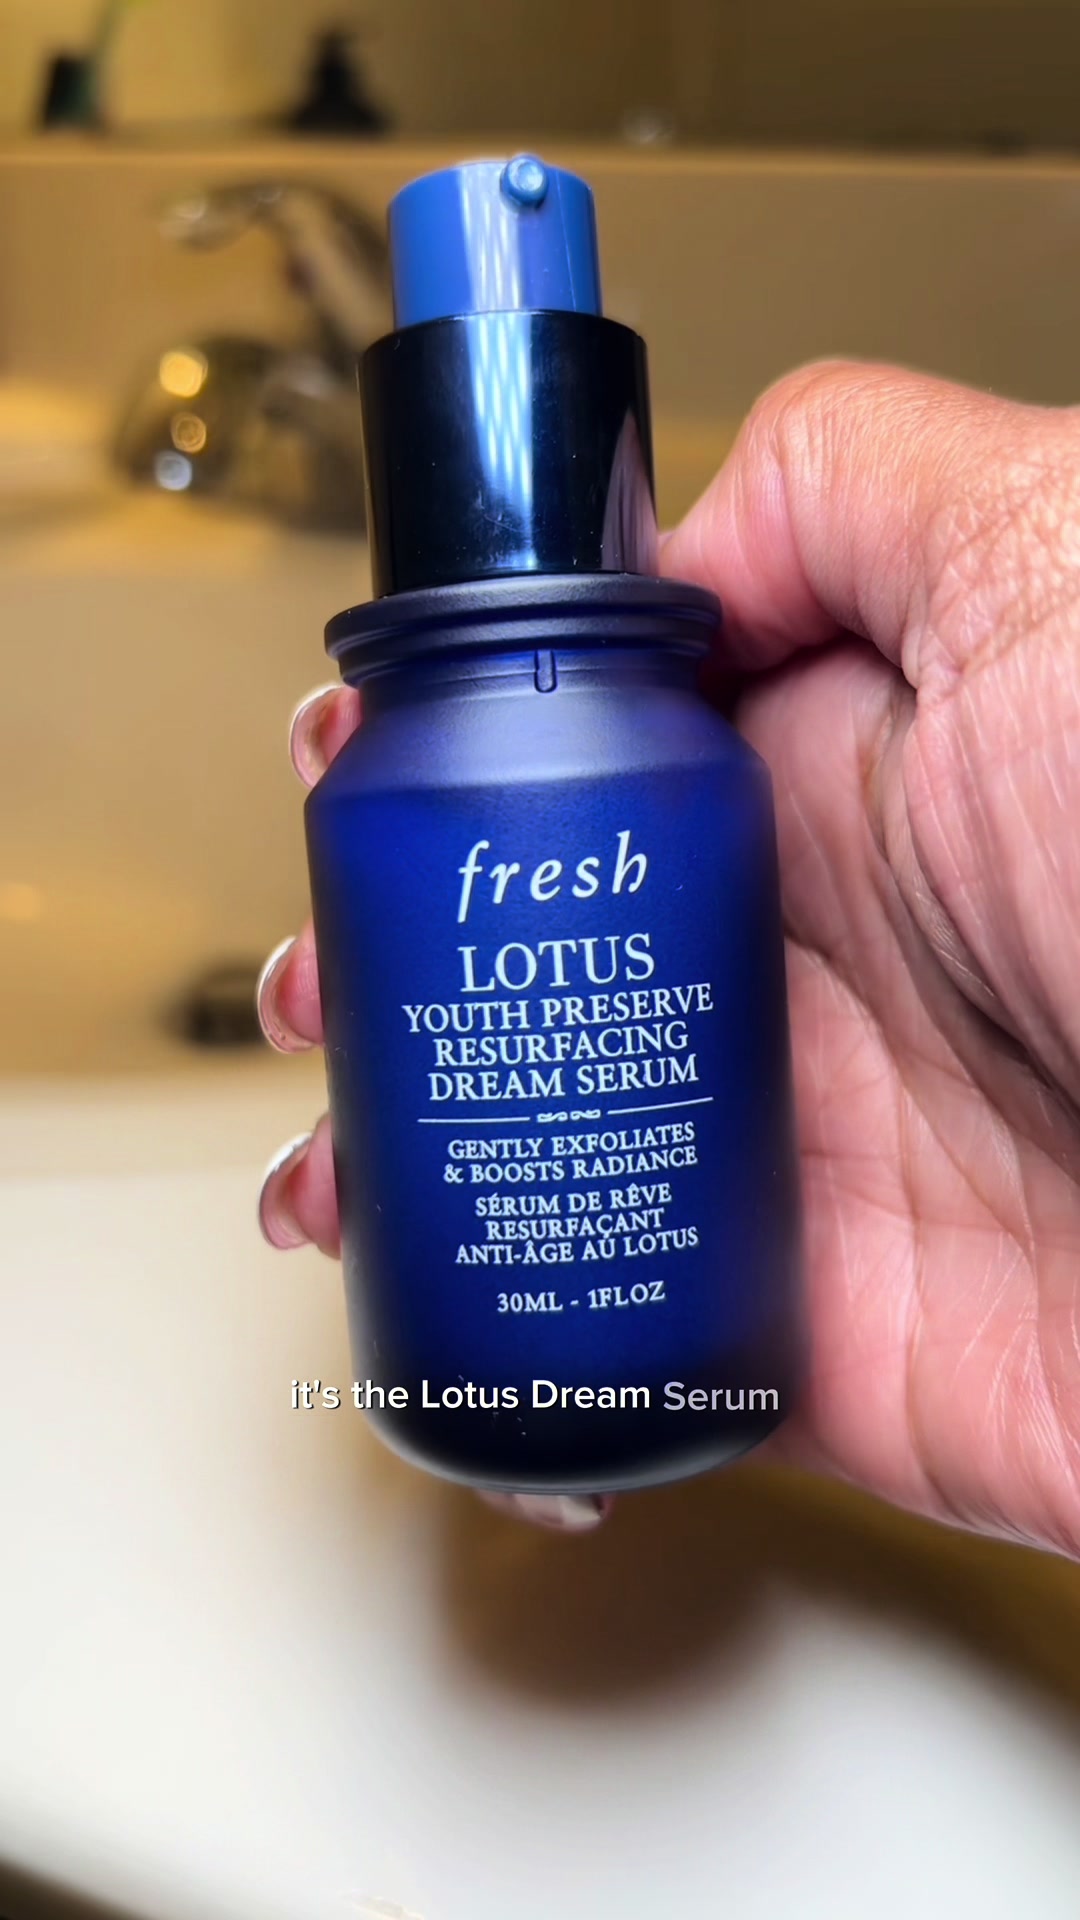 fresh
LOTUS
YOUTH PRESERVE
RESURFACING
DREAM SERUM
GENTLY EXFOLIATES
& BOOSTS RADIANCE
SÉRUM DE RÊVE
RESURFAÇANT
ANTI-ÂGE AU LOTUS
30ML - 1FLOZ
it's the Lotus Dream Serum